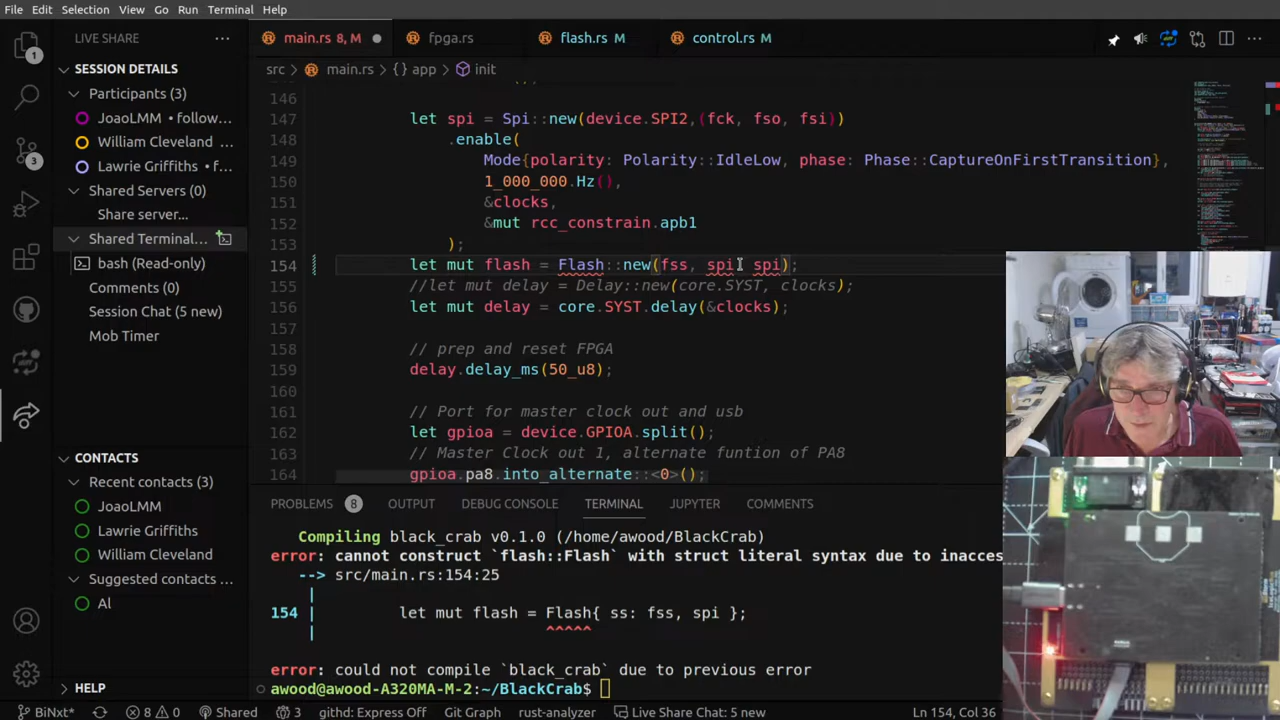 File Edit Selection View Go Run Terminal Help
LIVE SHARE ...
main.rs 8, M
fpga.rs
flash.rs M
control.rs M
1
SESSION DETAILS
src > main.rs > {} app > init
Participants (3)
JoaoLMM • follow...
William Cleveland ...
Lawrie Griffiths • f...
3
Shared Servers (0)
Share server...
Shared Terminal...
bash (Read-only)
Comments (0)
Session Chat (5 new)
Mob Timer
146
147 let spi = Spi::new(device.SPI2,(fck, fso, fsi))
148 .enable(
149 Mode{polarity: Polarity::IdleLow, phase: Phase::CaptureOnFirstTransition},
150 1_000_000.Hz(),
151 &clocks,
152 &mut rcc_constrain.apb1
153 );
154 let mut flash = Flash::new(fss, spi spi);
155 //let mut delay = Delay::new(core.SYST, clocks);
156 let mut delay = core.SYST.delay(&clocks);
157
158 // prep and reset FPGA
159 delay.delay_ms(50_u8);
160
161 // Port for master clock out and usb
162 let gpioa = device.GPIOA.split();
163 // Master Clock out 1, alternate funtion of PA8
164 gpioa.pa8.into_alternate::<0>();
CONTACTS
Recent contacts (3)
JoaoLMM
Lawrie Griffiths
William Cleveland
Suggested contacts ...
Al
HELP
PROBLEMS 8 OUTPUT DEBUG CONSOLE TERMINAL JUPYTER COMMENTS
Compiling black_crab v0.1.0 (/home/awood/BlackCrab)
error: cannot construct `flash::Flash` with struct literal syntax due to inacces
--> src/main.rs:154:25
|
154 | let mut flash = Flash{ ss: fss, spi };
| ^^^^^
error: could not compile `black_crab` due to previous error
awood@awood-A320MA-M-2:~/BlackCrab$
BiNxt* 8 0 Shared 3 githd: Express Off Git Graph rust-analyzer Live Share Chat: 5 new Ln 154, Col 36